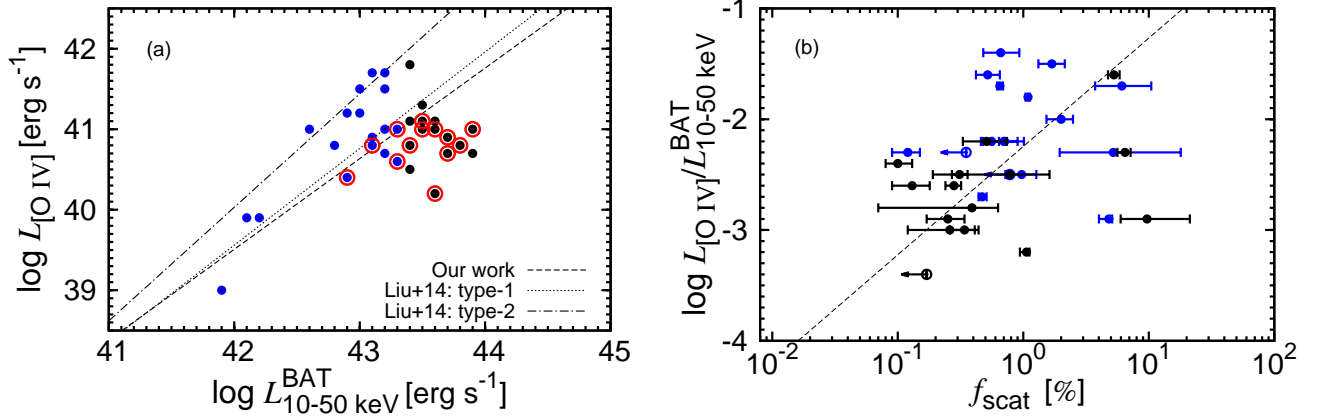 (a)
42
41
40
39
log L[O IV] [erg s-1]
Our work
Liu+14: type-1
Liu+14: type-2
41 42 43 44 45
log L BAT 10-50 keV [erg s-1]
-1
(b)
-2
-3
-4
log L[O IV]/L BAT 10-50 keV
10-2 10-1 100 101 102
fscat [%]